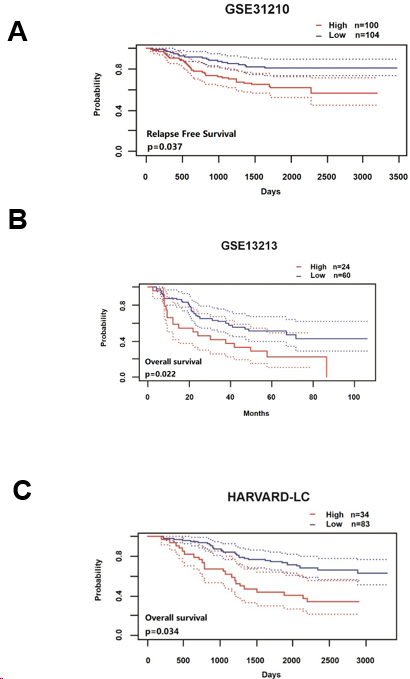 GSE31210
A
High n=100
Low n=104
0.8
0.4
0.0
Probability
Relapse Free Survival
p=0.037
0 500 1000 1500 2000 2500 3000 3500
Days
B
GSE13213
High n=24
Low n=60
0.8
0.4
0.0
Probability
Overall survival
p=0.022
0 20 40 60 80 100
Months
C
HARVARD-LC
High n=34
Low n=83
0.8
0.4
0.0
Probability
Overall survival
p=0.034
0 500 1000 1500 2000 2500 3000
Days